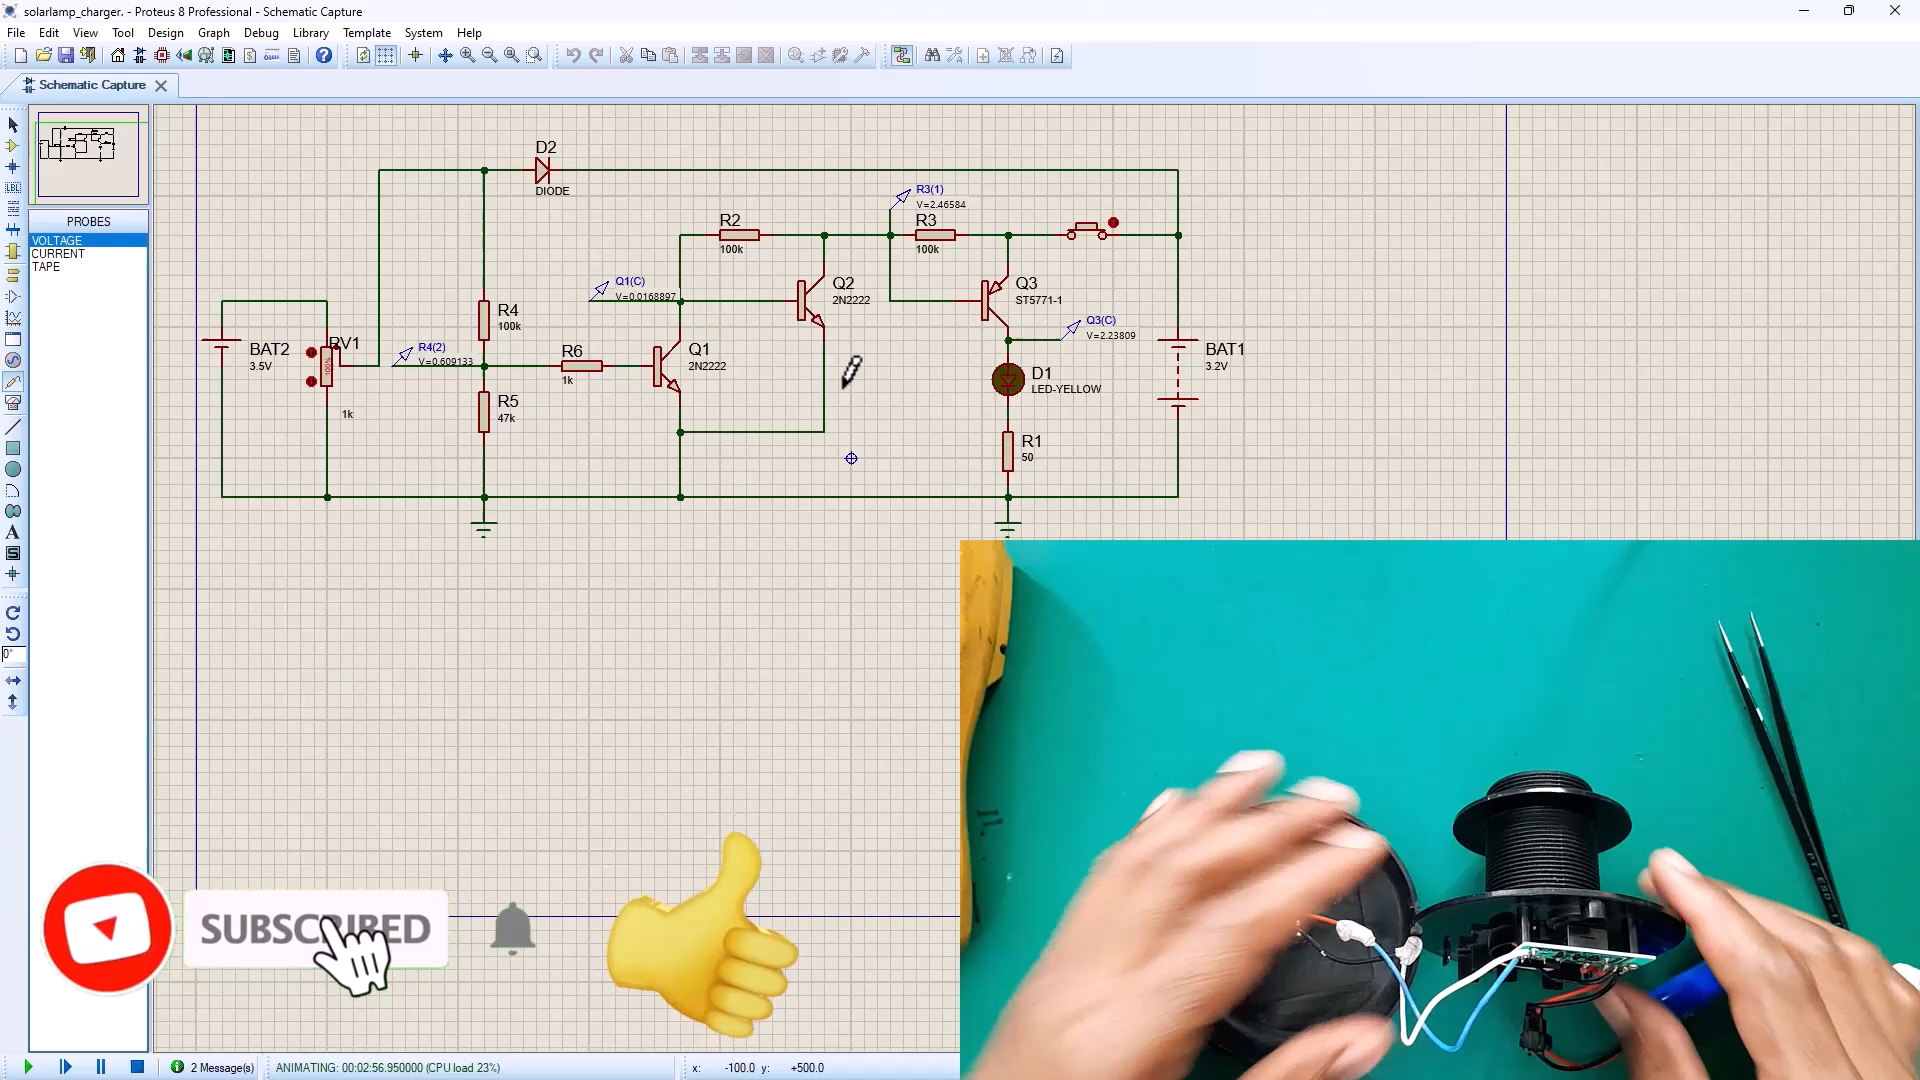 solarlamp_charger. - Proteus 8 Professional - Schematic Capture
File Edit View Tool Design Graph Debug Library Template System Help
Schematic Capture
PROBES
VOLTAGE
CURRENT
TAPE
D2
DIODE
R3(1)
V=2.46584
R2
100k
R3
100k
Q1(C)
V=0.0168897
Q2
2N2222
Q3
ST5771-1
R4
100k
Q3(C)
V=2.23809
BAT2
3.5V
RV1
100%
1k
R4(2)
V=0.609133
R6
1k
Q1
2N2222
BAT1
3.2V
D1
LED-YELLOW
R5
47k
R1
50
LBL
A
S
0°
SUBSCRIBED
2 Message(s)
ANIMATING: 00:02:56.950000 (CPU load 23%)
x: -100.0 y: +500.0